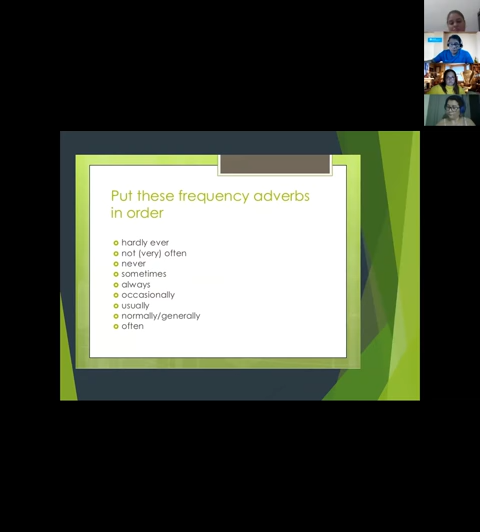 Put these frequency adverbs
in order
hardly ever
not (very) often
never
sometimes
always
occasionally
usually
normally/generally
often